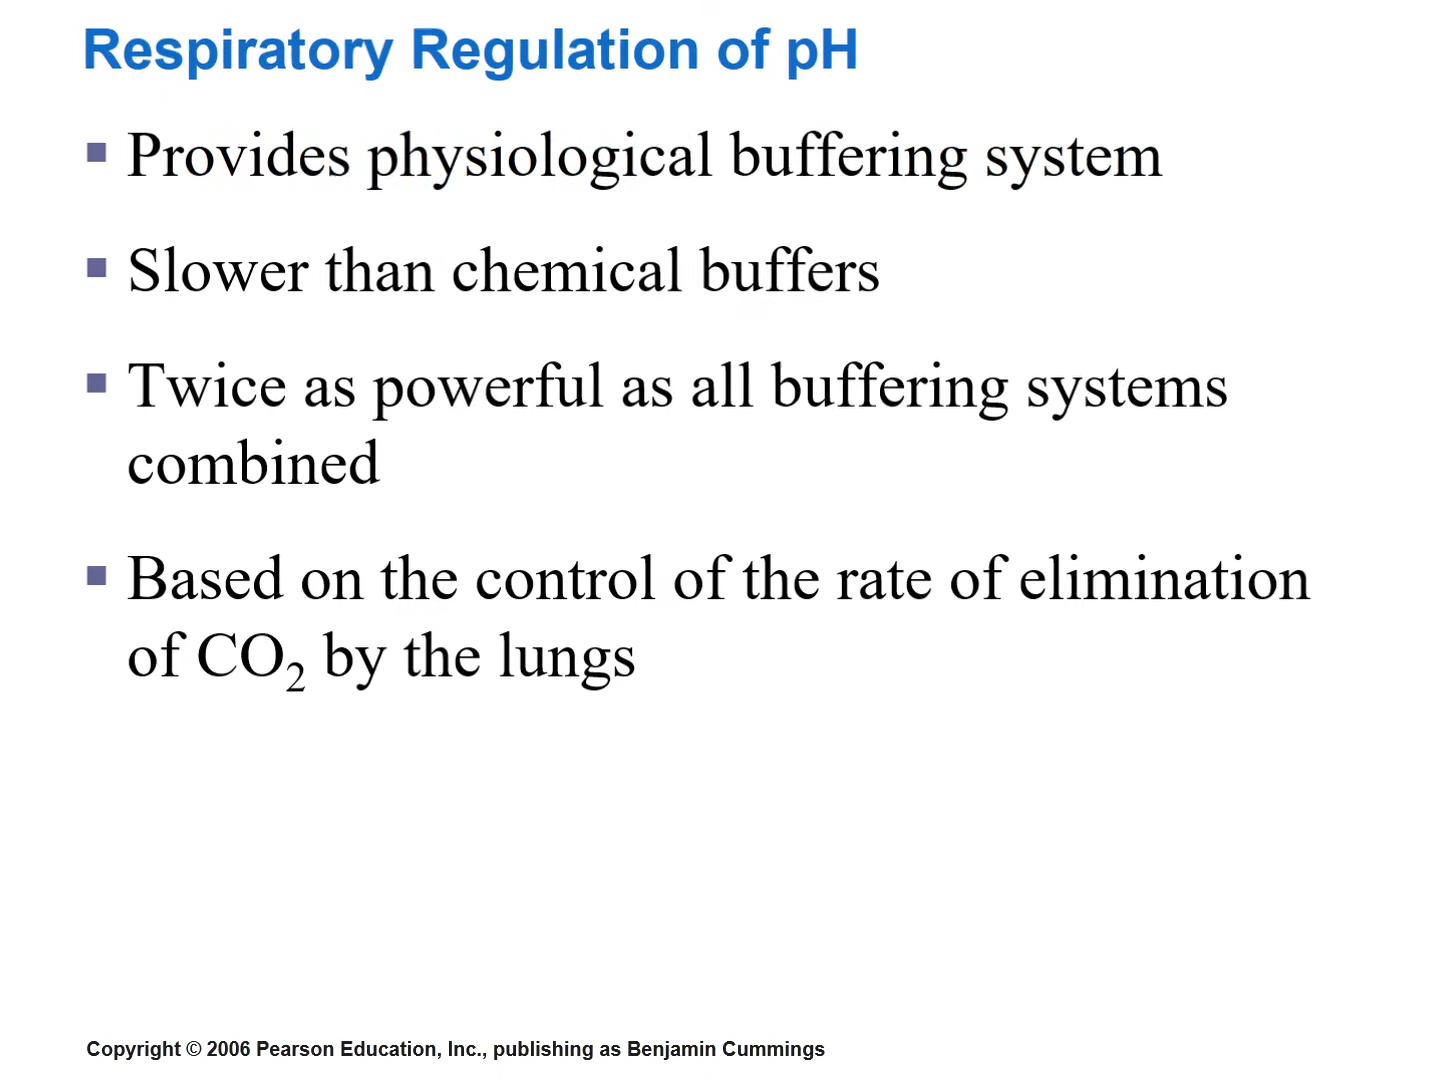 Respiratory Regulation of pH
▪ Provides physiological buffering system
▪ Slower than chemical buffers
▪ Twice as powerful as all buffering systems
combined
▪ Based on the control of the rate of elimination
of CO₂ by the lungs
Copyright © 2006 Pearson Education, Inc., publishing as Benjamin Cummings